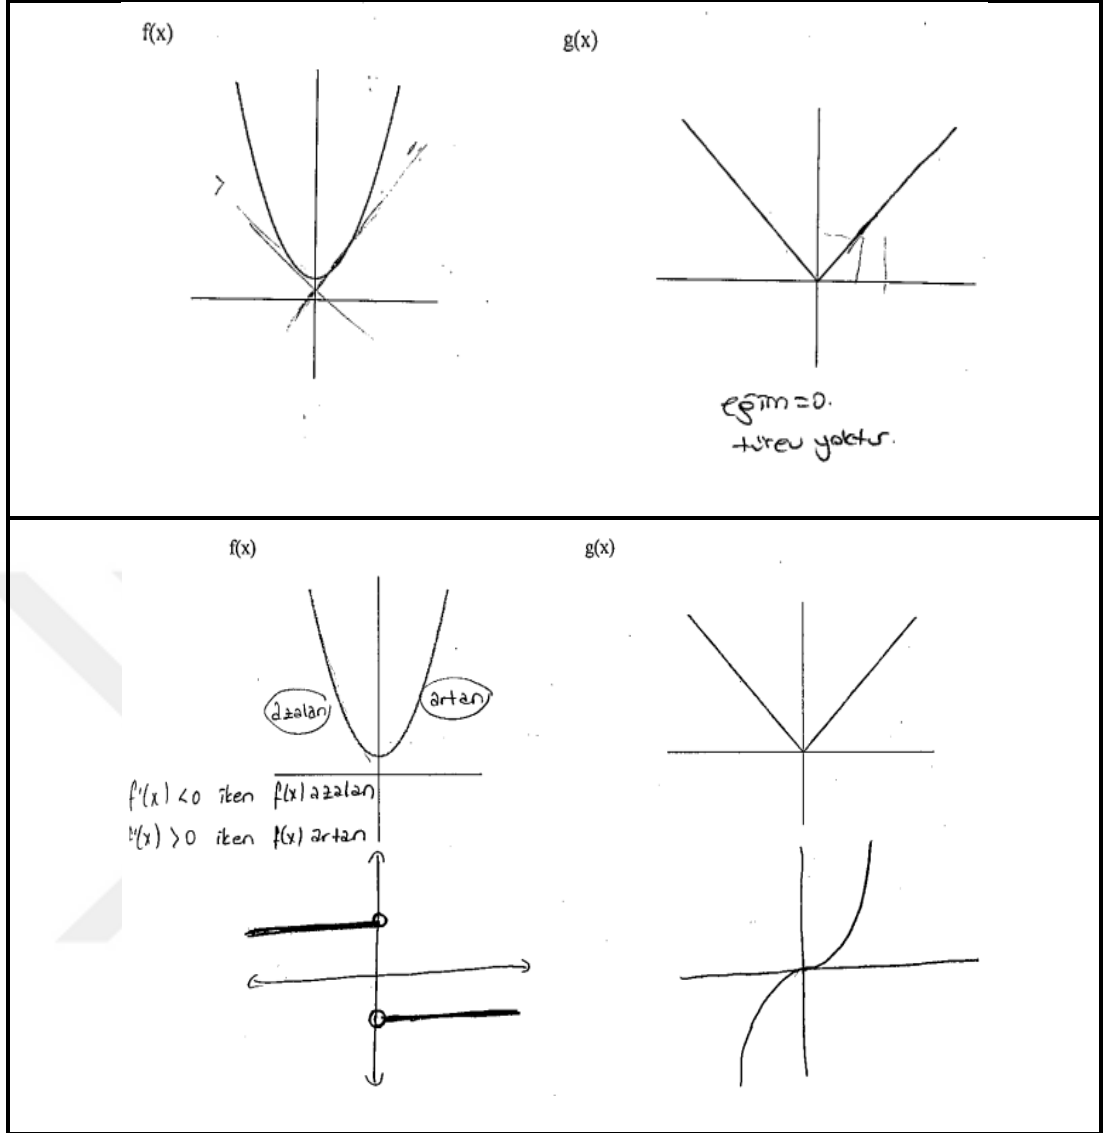 f(x)
g(x)
eğim=0.
türev yoktur.
f(x)
g(x)
azalan
artan
f'(x) <0 iken f(x) azalan
f'(x) >0 iken f(x) artan